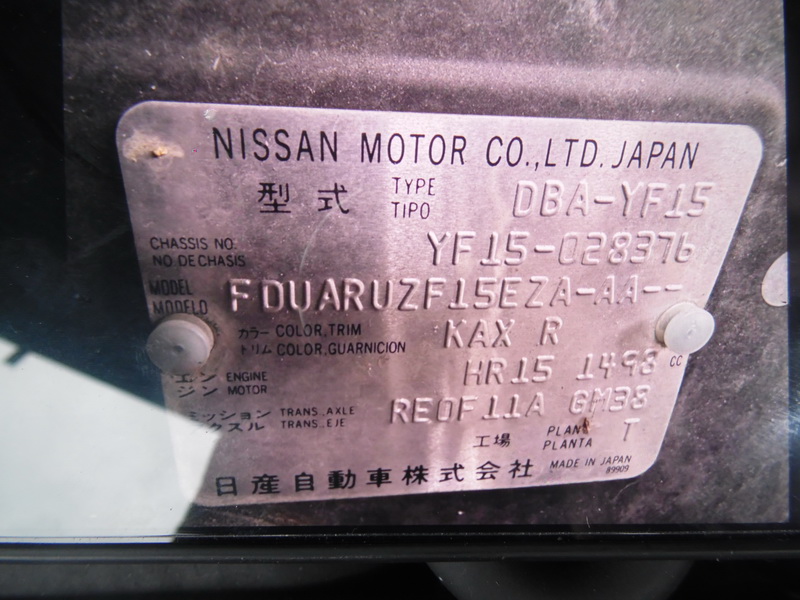 NISSAN MOTOR CO.,LTD. JAPAN
型式 TYPE TIPO DBA-YF15
CHASSIS NO. NO. DE CHASIS YF15-028376
MODEL MODELO FDUARUZF15EZA-AA--
カラー COLOR,TRIM
トリム COLOR,GUARNICION KAX R
エン ENGINE
ジン MOTOR HR15 1498 cc
ミッション TRANS.AXLE
クスル TRANS.EJE RE0F11A GM38
工場 PLAN PLANTA T
日産自動車株式会社 MADE IN JAPAN
89909